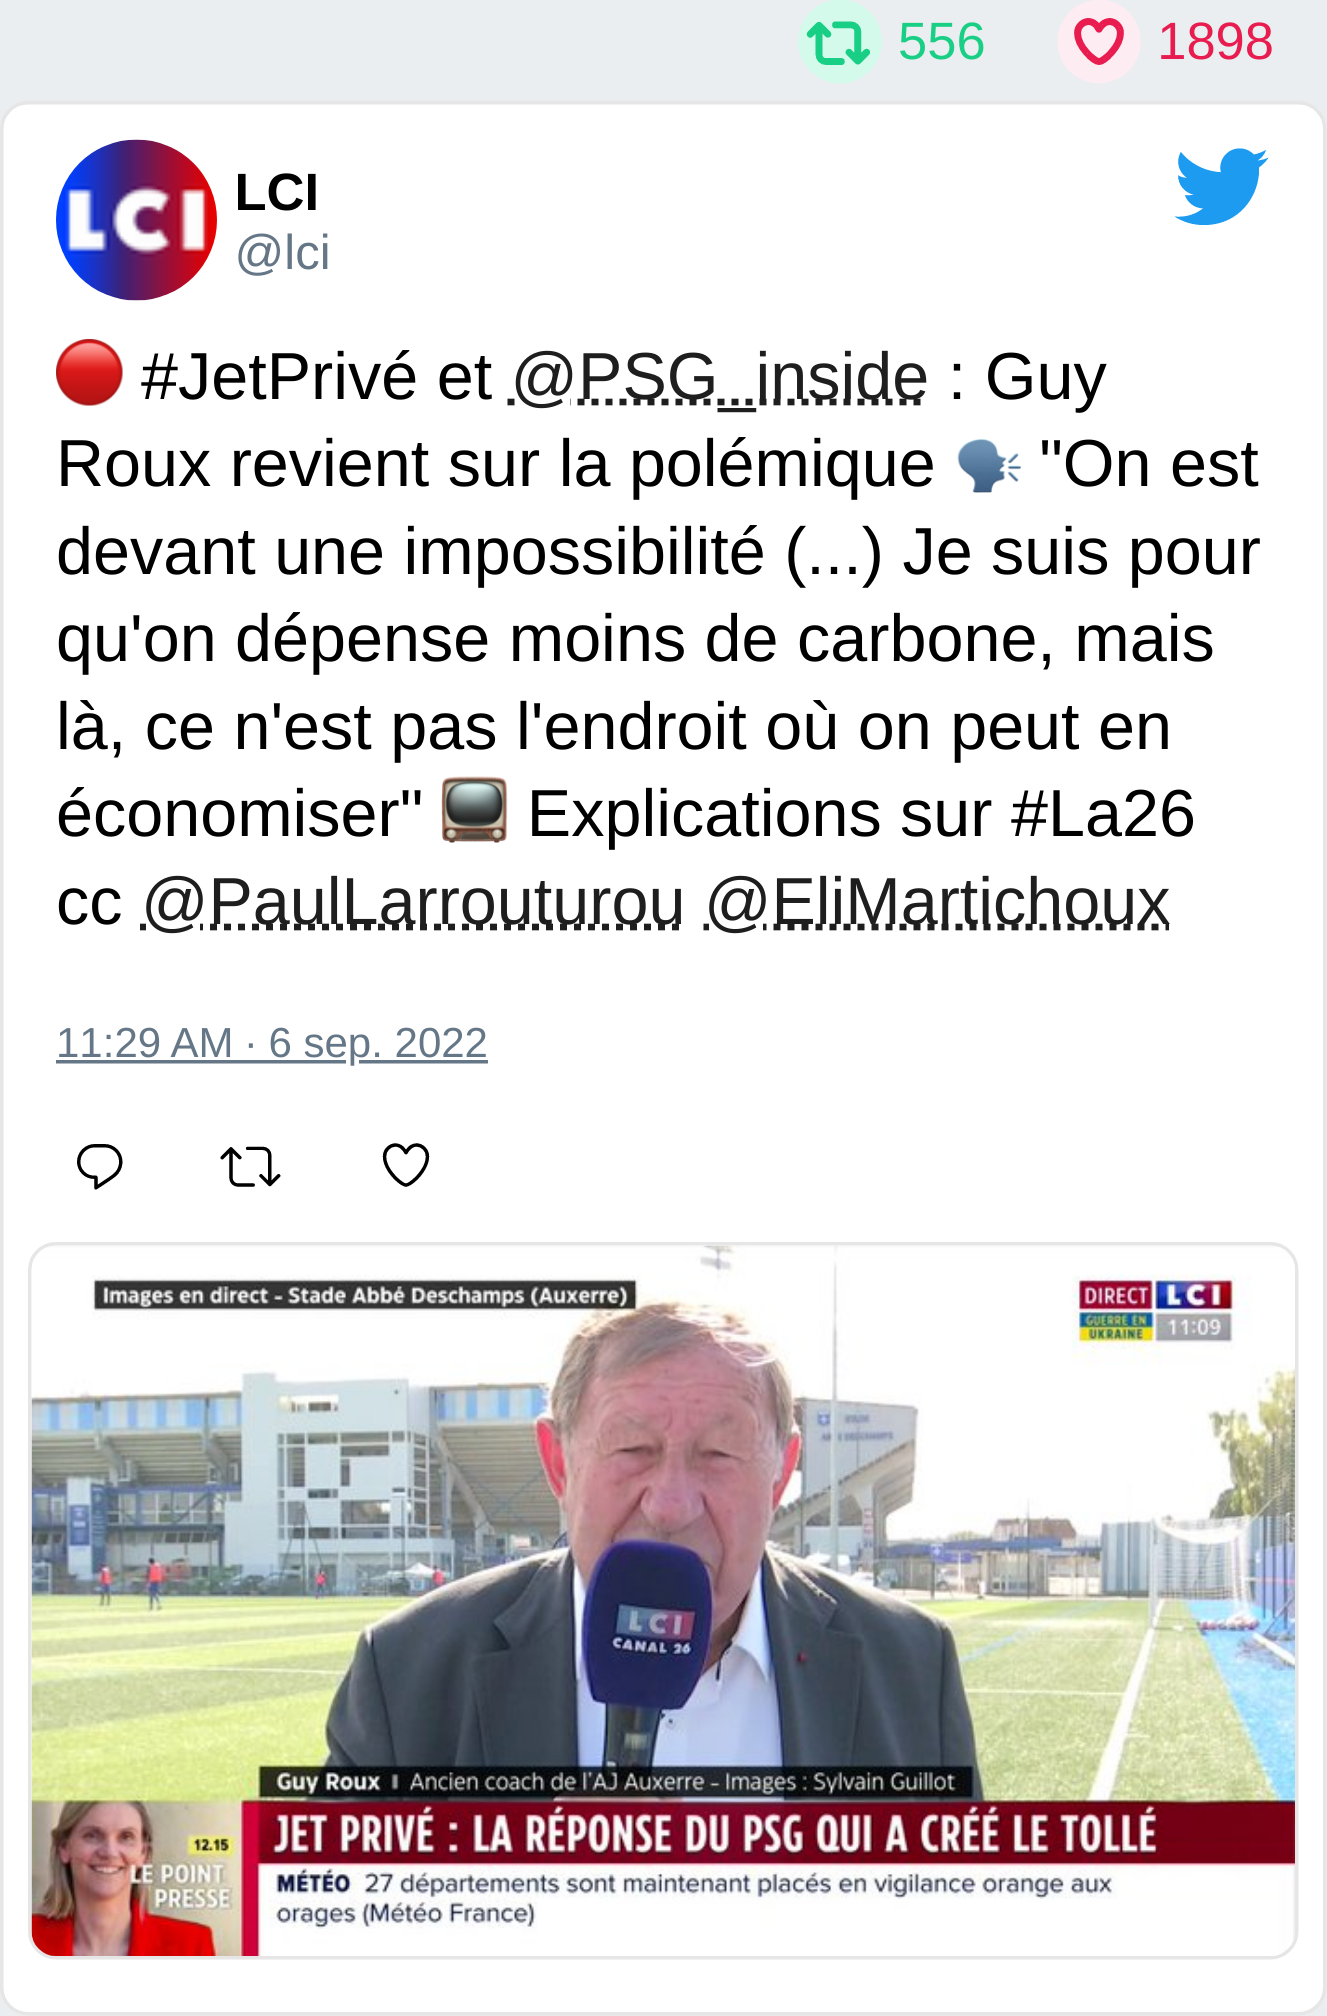 556 1898
LCI
LCI
@lci
🔴 #JetPrivé et @PSG_inside : Guy
Roux revient sur la polémique 🗣 "On est
devant une impossibilité (...) Je suis pour
qu'on dépense moins de carbone, mais
là, ce n'est pas l'endroit où on peut en
économiser" 📺 Explications sur #La26
cc @PaulLarrouturou @EliMartichoux
11:29 AM · 6 sep. 2022
Images en direct - Stade Abbé Deschamps (Auxerre)
DIRECT LCI
GUERRE EN
UKRAINE
11:09
LCI
CANAL 26
Guy Roux I Ancien coach de l'AJ Auxerre - Images : Sylvain Guillot
12.15
LE POINT
PRESSE
JET PRIVÉ : LA RÉPONSE DU PSG QUI A CRÉÉ LE TOLLÉ
MÉTÉO 27 départements sont maintenant placés en vigilance orange aux
orages (Météo France)